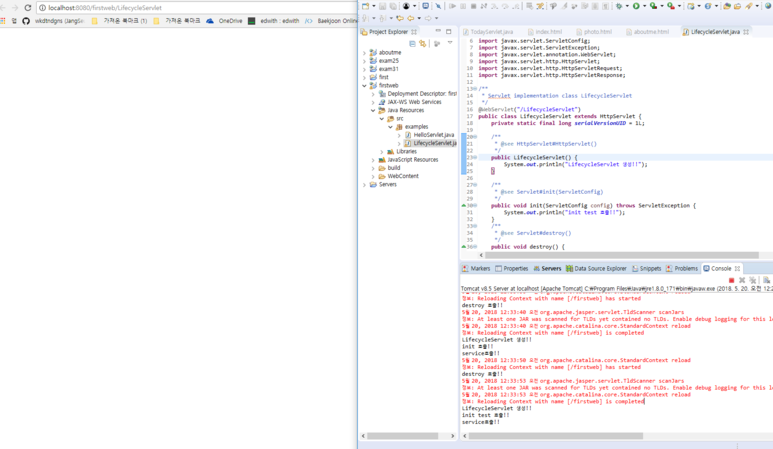 localhost:8080/firstweb/LifecycleServlet
wkdtndgns (JangSu
가져온 북마크 (1)
가져온 북마크
OneDrive
edwith : edwith
Baekjoon Online
Project Explorer
aboutme
exam25
exam31
first
firstweb
Deployment Descriptor: first
JAX-WS Web Services
Java Resources
src
examples
HelloServlet.java
LifecycleServlet.ja
Libraries
JavaScript Resources
build
WebContent
Servers
TodayServlet.java
index.html
photo.html
aboutme.html
LifecycleServlet.java
6 import javax.servlet.ServletConfig;
7 import javax.servlet.ServletException;
8 import javax.servlet.annotation.WebServlet;
9 import javax.servlet.http.HttpServlet;
10 import javax.servlet.http.HttpServletRequest;
11 import javax.servlet.http.HttpServletResponse;
12
13 /**
14 * Servlet implementation class LifecycleServlet
15 */
16 @WebServlet("/LifecycleServlet")
17 public class LifecycleServlet extends HttpServlet {
18 private static final long serialVersionUID = 1L;
19
20 /**
21 * @see HttpServlet#HttpServlet()
22 */
23 public LifecycleServlet() {
24 System.out.println("LifecycleServlet 생성!!");
25 }
26
27 /**
28 * @see Servlet#init(ServletConfig)
29 */
30 public void init(ServletConfig config) throws ServletException {
31 System.out.println("init test 호출!!");
32 }
33 /**
34 * @see Servlet#destroy()
35 */
36 public void destroy() {
Markers
Properties
Servers
Data Source Explorer
Snippets
Problems
Console
Tomcat v8.5 Server at localhost [Apache Tomcat] C:\Program Files\Java\jre1.8.0_171\bin\javaw.exe (2018. 5. 20. 오전 12:2
정보: Reloading Context with name [/firstweb] has started
destroy 호출!!
5월 20, 2018 12:33:40 오전 org.apache.jasper.servlet.TldScanner scanJars
정보: At least one JAR was scanned for TLDs yet contained no TLDs. Enable debug logging for this lo
5월 20, 2018 12:33:40 오전 org.apache.catalina.core.StandardContext reload
정보: Reloading Context with name [/firstweb] is completed
LifecycleServlet 생성!!
init 호출!!
service호출!!
5월 20, 2018 12:33:50 오전 org.apache.catalina.core.StandardContext reload
정보: Reloading Context with name [/firstweb] has started
destroy 호출!!
5월 20, 2018 12:33:53 오전 org.apache.jasper.servlet.TldScanner scanJars
정보: At least one JAR was scanned for TLDs yet contained no TLDs. Enable debug logging for this lo
5월 20, 2018 12:33:53 오전 org.apache.catalina.core.StandardContext reload
정보: Reloading Context with name [/firstweb] is completed
LifecycleServlet 생성!!
init test 호출!!
service호출!!